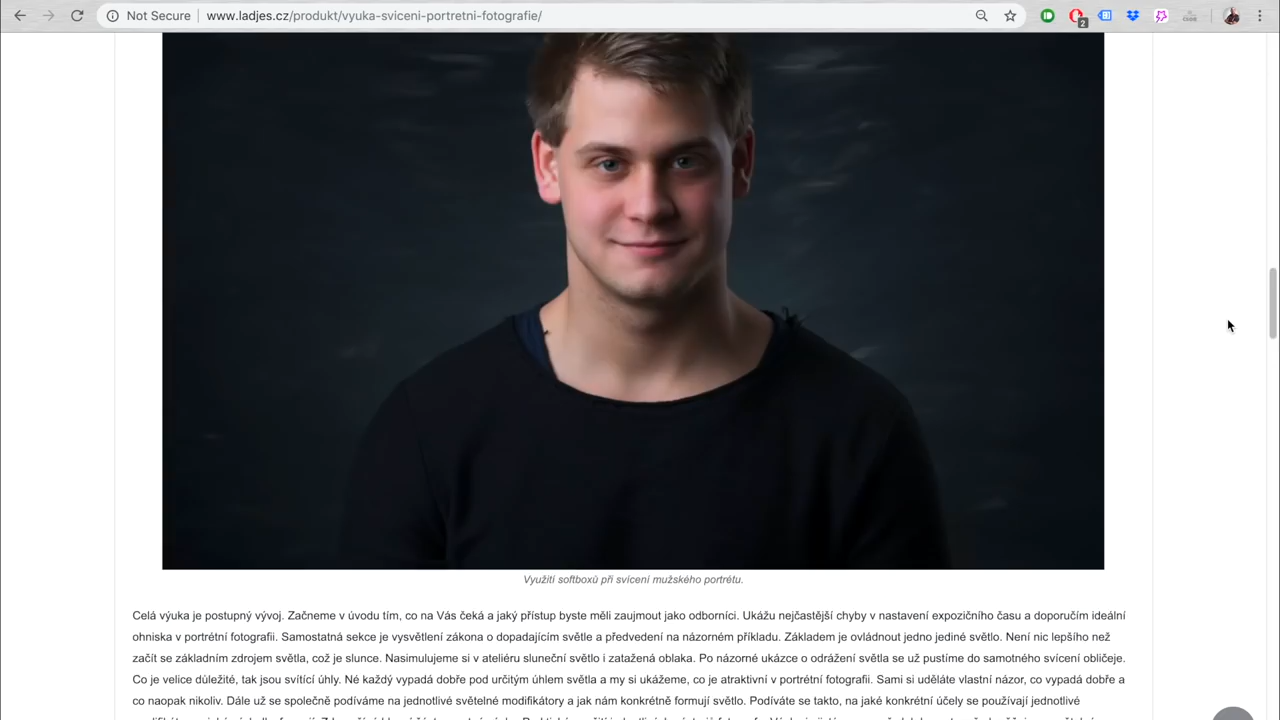 Not Secure www.ladjes.cz/produkt/vyuka-sviceni-portretni-fotografie/
2
Využití softboxů při svícení mužského portrétu.
Celá výuka je postupný vývoj. Začneme v úvodu tím, co na Vás čeká a jaký přístup byste měli zaujmout jako odborníci. Ukážu nejčastější chyby v nastavení expozičního času a doporučím ideální
ohniska v portrétní fotografii. Samostatná sekce je vysvětlení zákona o dopadajícím světle a předvedení na názorném příkladu. Základem je ovládnout jedno jediné světlo. Není nic lepšího než
začít se základním zdrojem světla, což je slunce. Nasimulujeme si v ateliéru sluneční světlo i zatažená oblaka. Po názorné ukázce o odrážení světla se už pustíme do samotného svícení obličeje.
Co je velice důležité, tak jsou svítící úhly. Né každý vypadá dobře pod určitým úhlem světla a my si ukážeme, co je atraktivní v portrétní fotografii. Sami si uděláte vlastní názor, co vypadá dobře a
co naopak nikoliv. Dále už se společně podíváme na jednotlivé světelné modifikátory a jak nám konkrétně formují světlo. Podíváte se takto, na jaké konkrétní účely se používají jednotlivé